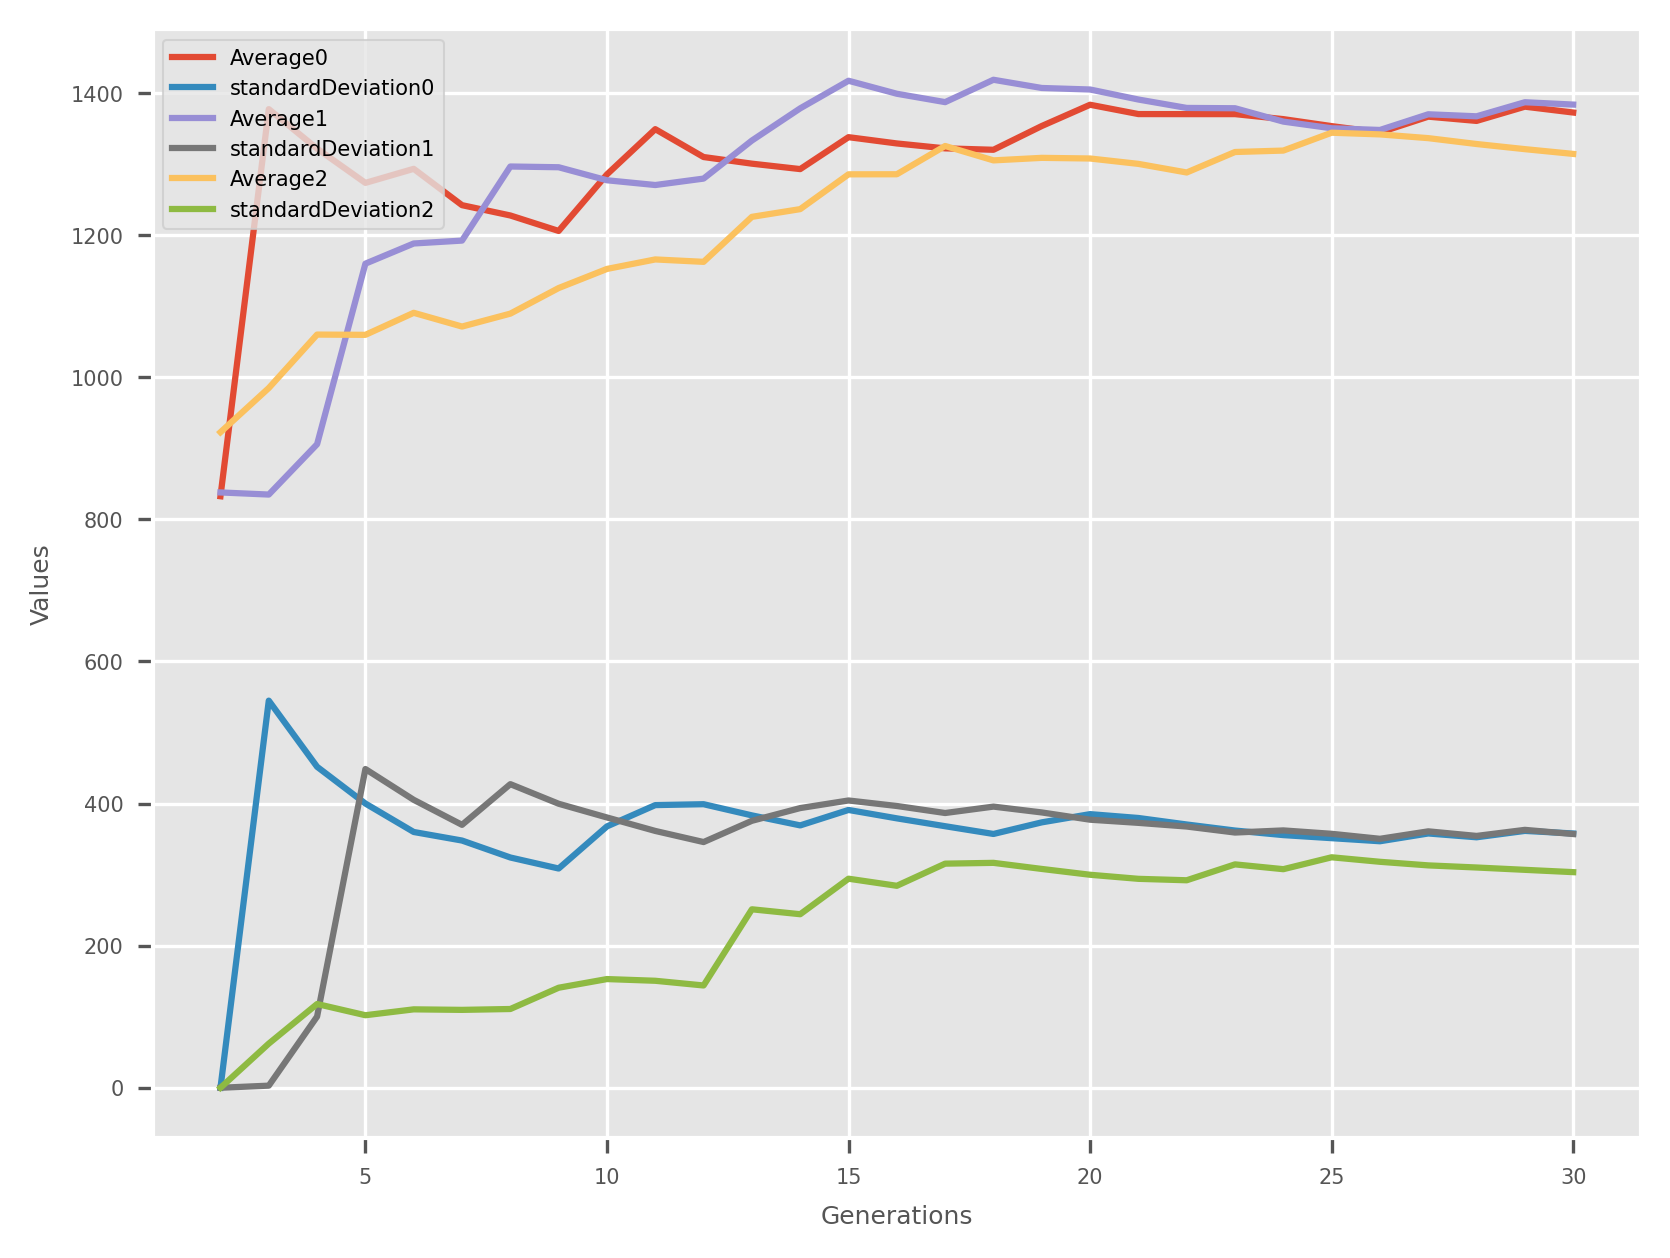 Average0
standardDeviation0
Average1
standardDeviation1
Average2
standardDeviation2
1400
1200
1000
800
600
400
200
0
Values
5 10 15 20 25 30
Generations